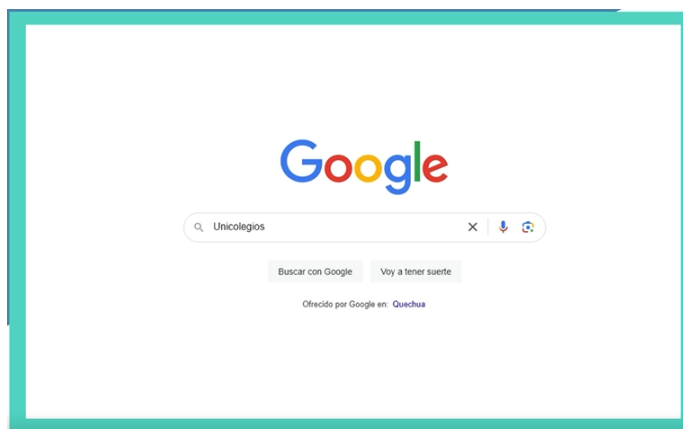 Google
Unicolegios
Buscar con Google Voy a tener suerte
Ofrecido por Google en: Quechua